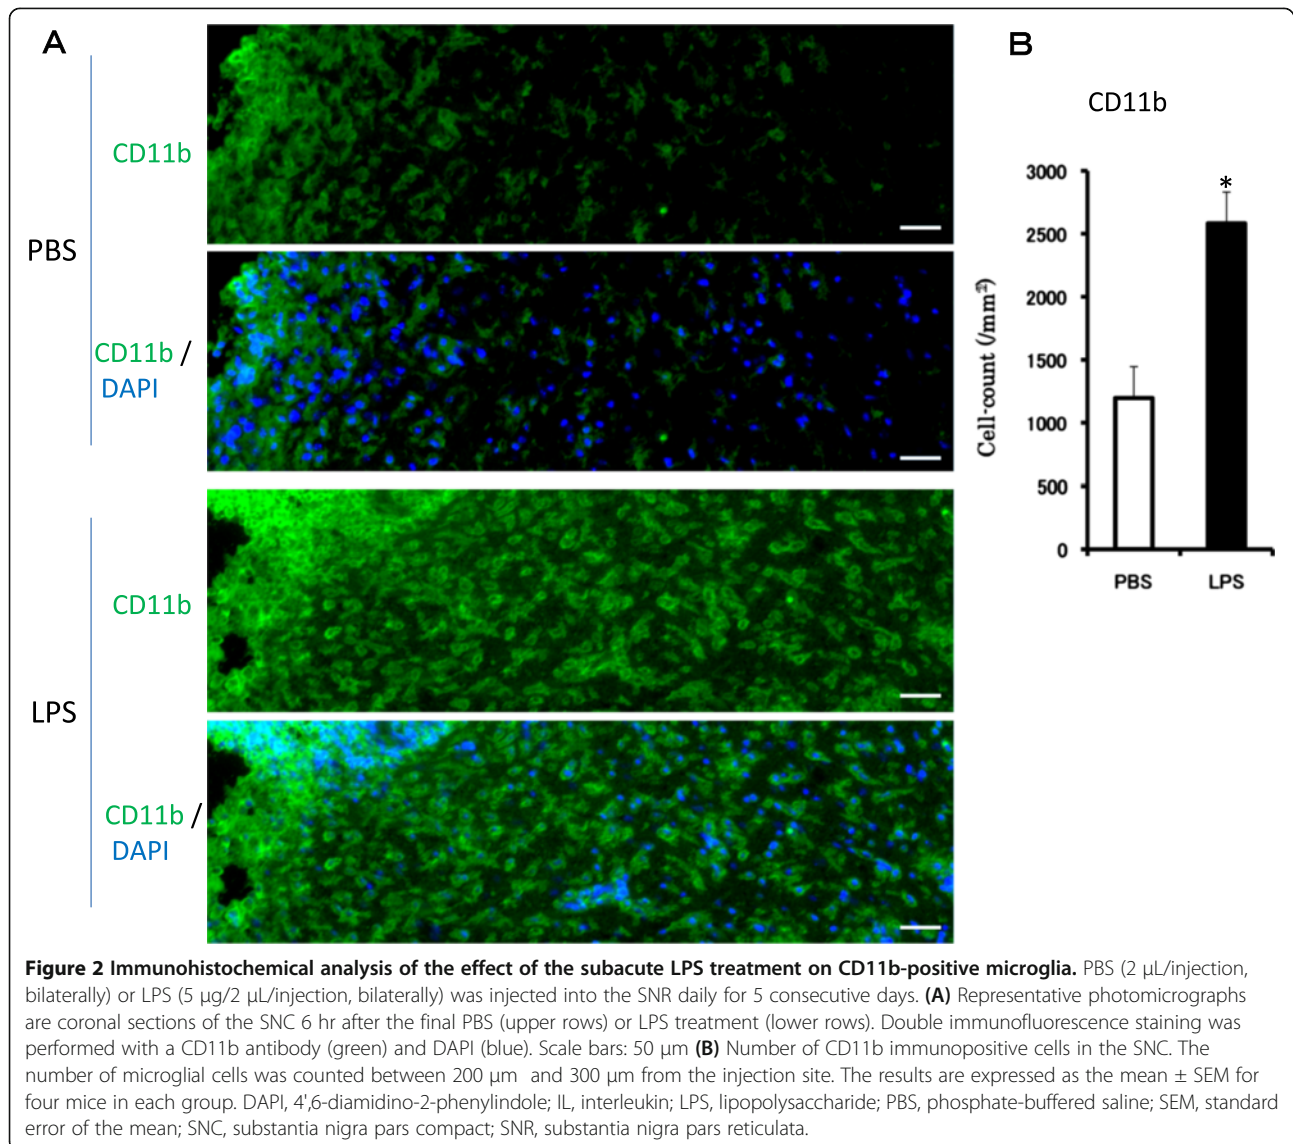 A
PBS
CD11b
CD11b /
DAPI
LPS
CD11b
CD11b /
DAPI
B
CD11b
Cell-count (/mm²)
3000
2500
2000
1500
1000
500
0
*
PBS
LPS
Figure 2 Immunohistochemical analysis of the effect of the subacute LPS treatment on CD11b-positive microglia. PBS (2 μL/injection,
bilaterally) or LPS (5 μg/2 μL/injection, bilaterally) was injected into the SNR daily for 5 consecutive days. (A) Representative photomicrographs
are coronal sections of the SNC 6 hr after the final PBS (upper rows) or LPS treatment (lower rows). Double immunofluorescence staining was
performed with a CD11b antibody (green) and DAPI (blue). Scale bars: 50 μm (B) Number of CD11b immunopositive cells in the SNC. The
number of microglial cells was counted between 200 μm and 300 μm from the injection site. The results are expressed as the mean ± SEM for
four mice in each group. DAPI, 4',6-diamidino-2-phenylindole; IL, interleukin; LPS, lipopolysaccharide; PBS, phosphate-buffered saline; SEM, standard
error of the mean; SNC, substantia nigra pars compact; SNR, substantia nigra pars reticulata.